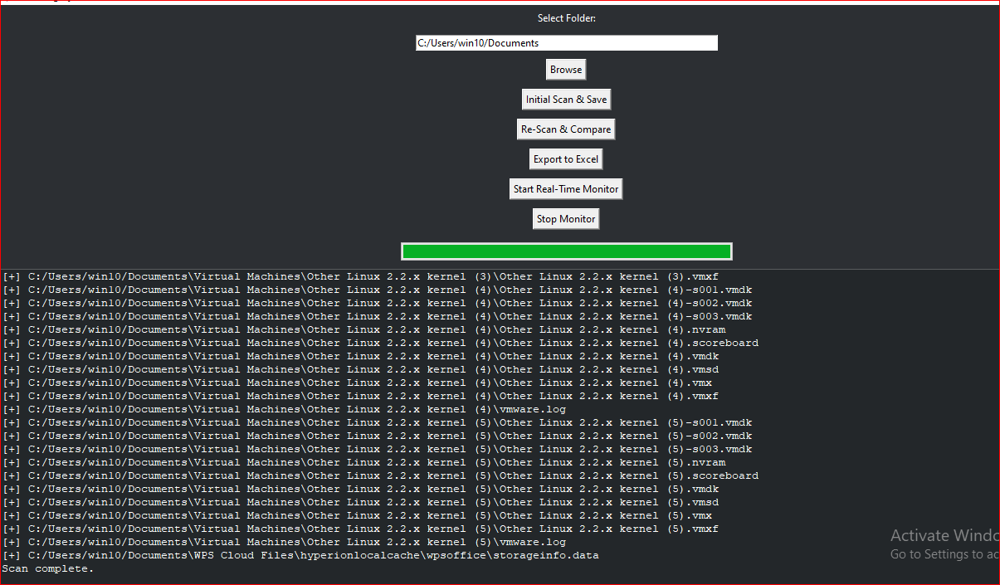 Select Folder:
C:/Users/win10/Documents
Browse
Initial Scan & Save
Re-Scan & Compare
Export to Excel
Start Real-Time Monitor
Stop Monitor
[+] C:/Users/win10/Documents\Virtual Machines\Other Linux 2.2.x kernel (3)\Other Linux 2.2.x kernel (3).vmxf
[+] C:/Users/win10/Documents\Virtual Machines\Other Linux 2.2.x kernel (4)\Other Linux 2.2.x kernel (4)-s001.vmdk
[+] C:/Users/win10/Documents\Virtual Machines\Other Linux 2.2.x kernel (4)\Other Linux 2.2.x kernel (4)-s002.vmdk
[+] C:/Users/win10/Documents\Virtual Machines\Other Linux 2.2.x kernel (4)\Other Linux 2.2.x kernel (4)-s003.vmdk
[+] C:/Users/win10/Documents\Virtual Machines\Other Linux 2.2.x kernel (4)\Other Linux 2.2.x kernel (4).nvram
[+] C:/Users/win10/Documents\Virtual Machines\Other Linux 2.2.x kernel (4)\Other Linux 2.2.x kernel (4).scoreboard
[+] C:/Users/win10/Documents\Virtual Machines\Other Linux 2.2.x kernel (4)\Other Linux 2.2.x kernel (4).vmdk
[+] C:/Users/win10/Documents\Virtual Machines\Other Linux 2.2.x kernel (4)\Other Linux 2.2.x kernel (4).vmsd
[+] C:/Users/win10/Documents\Virtual Machines\Other Linux 2.2.x kernel (4)\Other Linux 2.2.x kernel (4).vmx
[+] C:/Users/win10/Documents\Virtual Machines\Other Linux 2.2.x kernel (4)\Other Linux 2.2.x kernel (4).vmxf
[+] C:/Users/win10/Documents\Virtual Machines\Other Linux 2.2.x kernel (4)\vmware.log
[+] C:/Users/win10/Documents\Virtual Machines\Other Linux 2.2.x kernel (5)\Other Linux 2.2.x kernel (5)-s001.vmdk
[+] C:/Users/win10/Documents\Virtual Machines\Other Linux 2.2.x kernel (5)\Other Linux 2.2.x kernel (5)-s002.vmdk
[+] C:/Users/win10/Documents\Virtual Machines\Other Linux 2.2.x kernel (5)\Other Linux 2.2.x kernel (5)-s003.vmdk
[+] C:/Users/win10/Documents\Virtual Machines\Other Linux 2.2.x kernel (5)\Other Linux 2.2.x kernel (5).nvram
[+] C:/Users/win10/Documents\Virtual Machines\Other Linux 2.2.x kernel (5)\Other Linux 2.2.x kernel (5).scoreboard
[+] C:/Users/win10/Documents\Virtual Machines\Other Linux 2.2.x kernel (5)\Other Linux 2.2.x kernel (5).vmdk
[+] C:/Users/win10/Documents\Virtual Machines\Other Linux 2.2.x kernel (5)\Other Linux 2.2.x kernel (5).vmsd
[+] C:/Users/win10/Documents\Virtual Machines\Other Linux 2.2.x kernel (5)\Other Linux 2.2.x kernel (5).vmx
[+] C:/Users/win10/Documents\Virtual Machines\Other Linux 2.2.x kernel (5)\Other Linux 2.2.x kernel (5).vmxf
[+] C:/Users/win10/Documents\Virtual Machines\Other Linux 2.2.x kernel (5)\vmware.log
[+] C:/Users/win10/Documents\WPS Cloud Files\hyperionlocalcache\wpsoffice\storageinfo.data
Scan complete.
Activate Windo
Go to Settings to ac